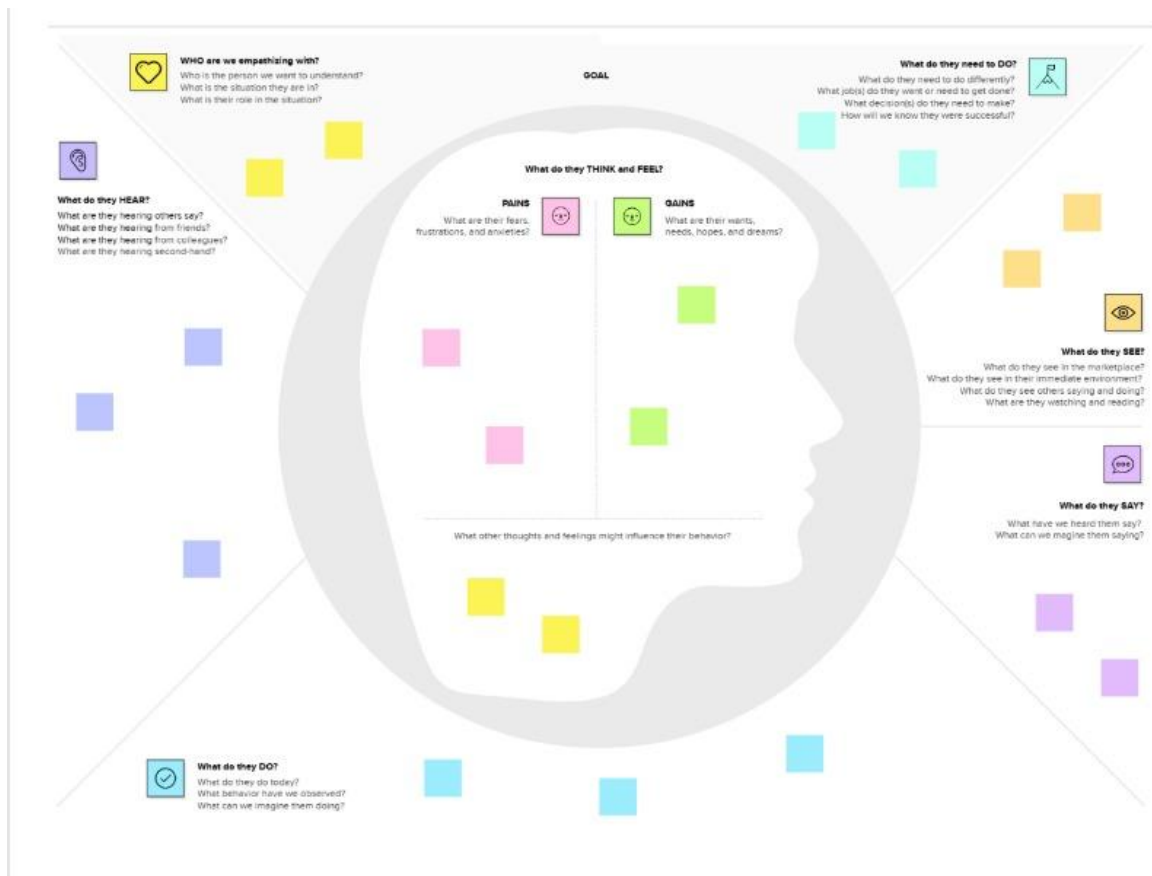 WHO are we empathizing with?
Who is the person we want to understand?
What is the situation they are in?
What is their role in the situation?
GOAL
What do they need to DO?
What do they need to do differently?
What job(s) do they want or need to get done?
What decision(s) do they need to make?
How will we know they were successful?
What do they HEAR?
What are they hearing others say?
What are they hearing from friends?
What are they hearing from colleagues?
What are they hearing second-hand?
What do they THINK and FEEL?
PAINS
What are their fears,
frustrations, and anxieties?
GAINS
What are their wants,
needs, hopes, and dreams?
What do they SEE?
What do they see in the marketplace?
What do they see in their immediate environment?
What do they see others saying and doing?
What are they watching and reading?
What do they SAY?
What have we heard them say?
What can we magine them saying?
What other thoughts and feelings might influence their behavior?
What do they DO?
What do they do today?
What behavior have we observed?
What can we imagine them doing?